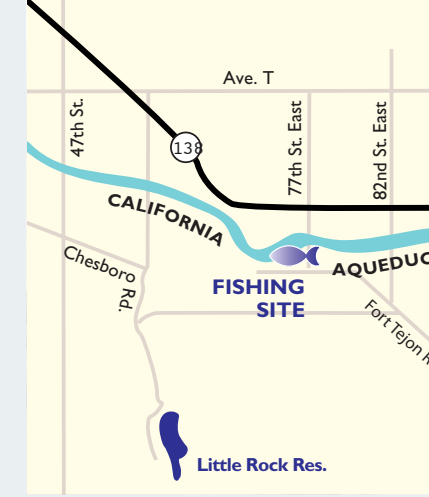 Ave. T
47th St.
138
77th St. East
82nd St. East
CALIFORNIA
AQUEDUC
Chesboro
Rd.
FISHING
SITE
Fort Tejon R
Little Rock Res.